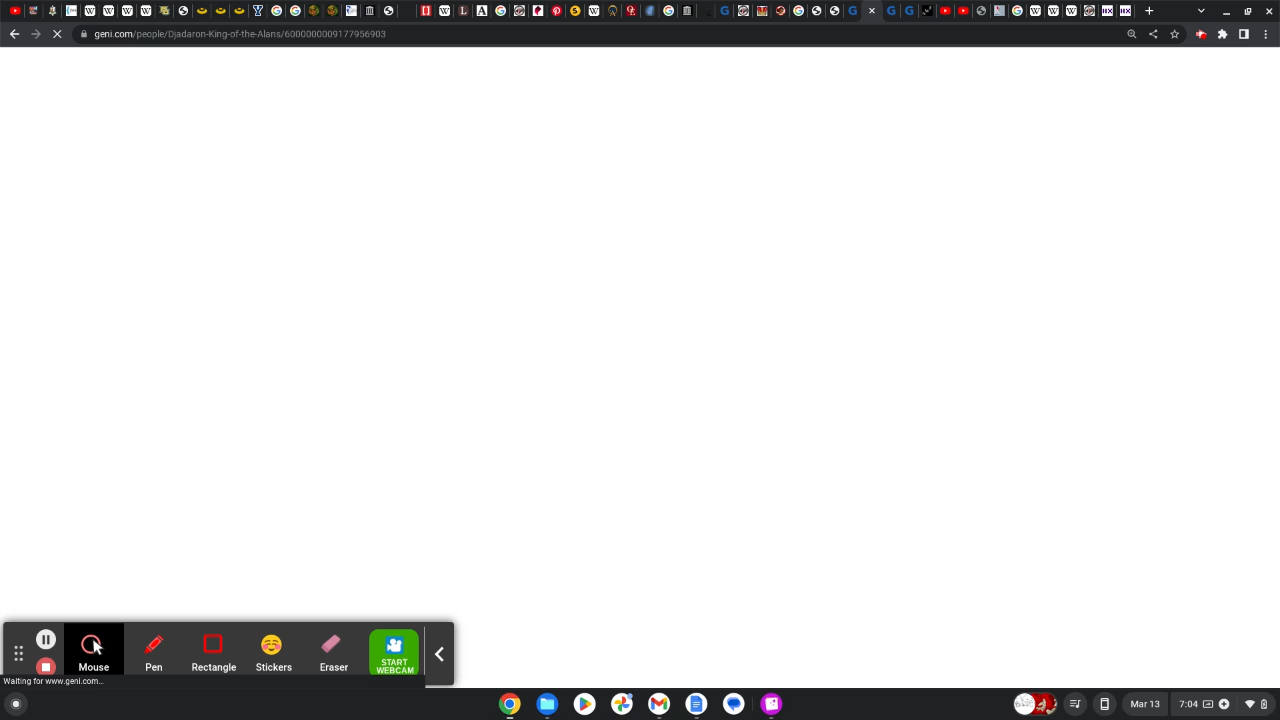 geni.com/people/Djadaron-King-of-the-Alans/6000000009177956903
Mouse
Pen
Rectangle
Stickers
Eraser
START
WEBCAM
Waiting for www.geni.com...
Mar 13
7:04